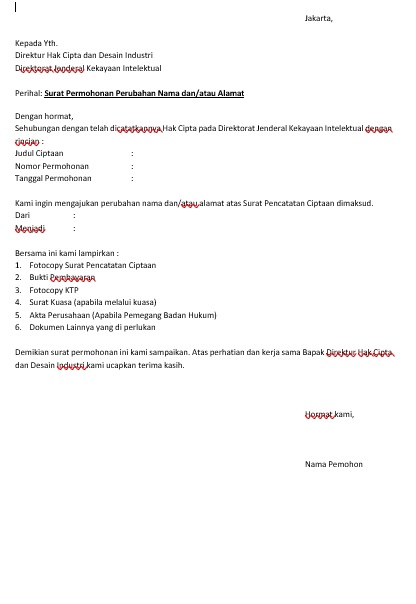 Jakarta,
Kepada Yth.
Direktur Hak Cipta dan Desain Industri
Direktorat Jenderal Kekayaan Intelektual
Perihal: Surat Permohonan Perubahan Nama dan/atau Alamat
Dengan hormat,
Sehubungan dengan telah dicatatkannya Hak Cipta pada Direktorat Jenderal Kekayaan Intelektual dengan
rincian :
Judul Ciptaan :
Nomor Permohonan :
Tanggal Permohonan :
Kami ingin mengajukan perubahan nama dan/atau alamat atas Surat Pencatatan Ciptaan dimaksud.
Dari :
Menjadi :
Bersama ini kami lampirkan :
1. Fotocopy Surat Pencatatan Ciptaan
2. Bukti Pembayaran
3. Fotocopy KTP
4. Surat Kuasa (apabila melalui kuasa)
5. Akta Perusahaan (Apabila Pemegang Badan Hukum)
6. Dokumen Lainnya yang di perlukan
Demikian surat permohonan ini kami sampaikan. Atas perhatian dan kerja sama Bapak Direktur Hak Cipta
dan Desain Industri kami ucapkan terima kasih.
Hormat kami,
Nama Pemohon